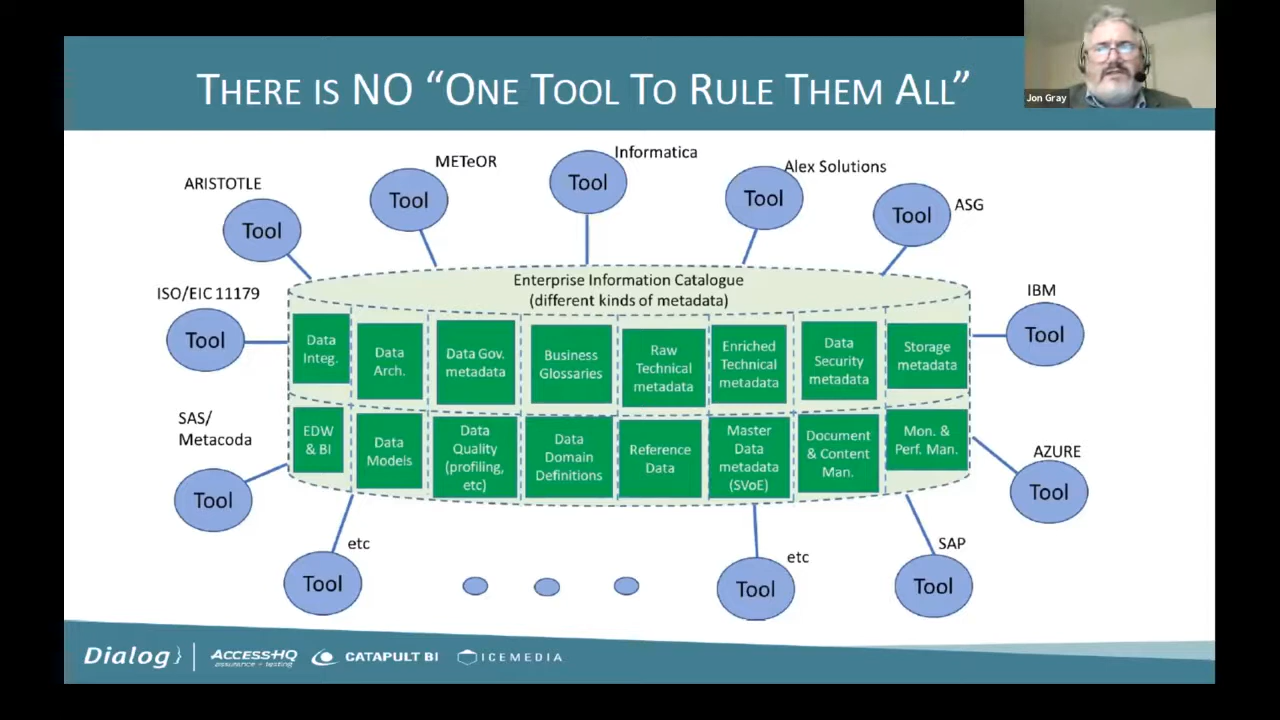 THERE IS NO “ONE TOOL TO RULE THEM ALL”
Jon Gray
ARISTOTLE
Tool
METeOR
Tool
Informatica
Tool
Alex Solutions
Tool
ASG
Tool
ISO/EIC 11179
Tool
IBM
Tool
SAS/
Metacoda
Tool
AZURE
Tool
Enterprise Information Catalogue
(different kinds of metadata)
Data
Integ.
Data
Arch.
Data Gov.
metadata
Business
Glossaries
Raw
Technical
metadata
Enriched
Technical
metadata
Data
Security
metadata
Storage
metadata
EDW
& BI
Data
Models
Data
Quality
(profiling,
etc)
Data
Domain
Definitions
Reference
Data
Master
Data
metadata
(SVoE)
Document
& Content
Man.
Mon. &
Perf. Man.
etc
Tool
etc
Tool
SAP
Tool
Dialog}
ACCESSHQ
assurance + testing
CATAPULT BI
ICEMEDIA